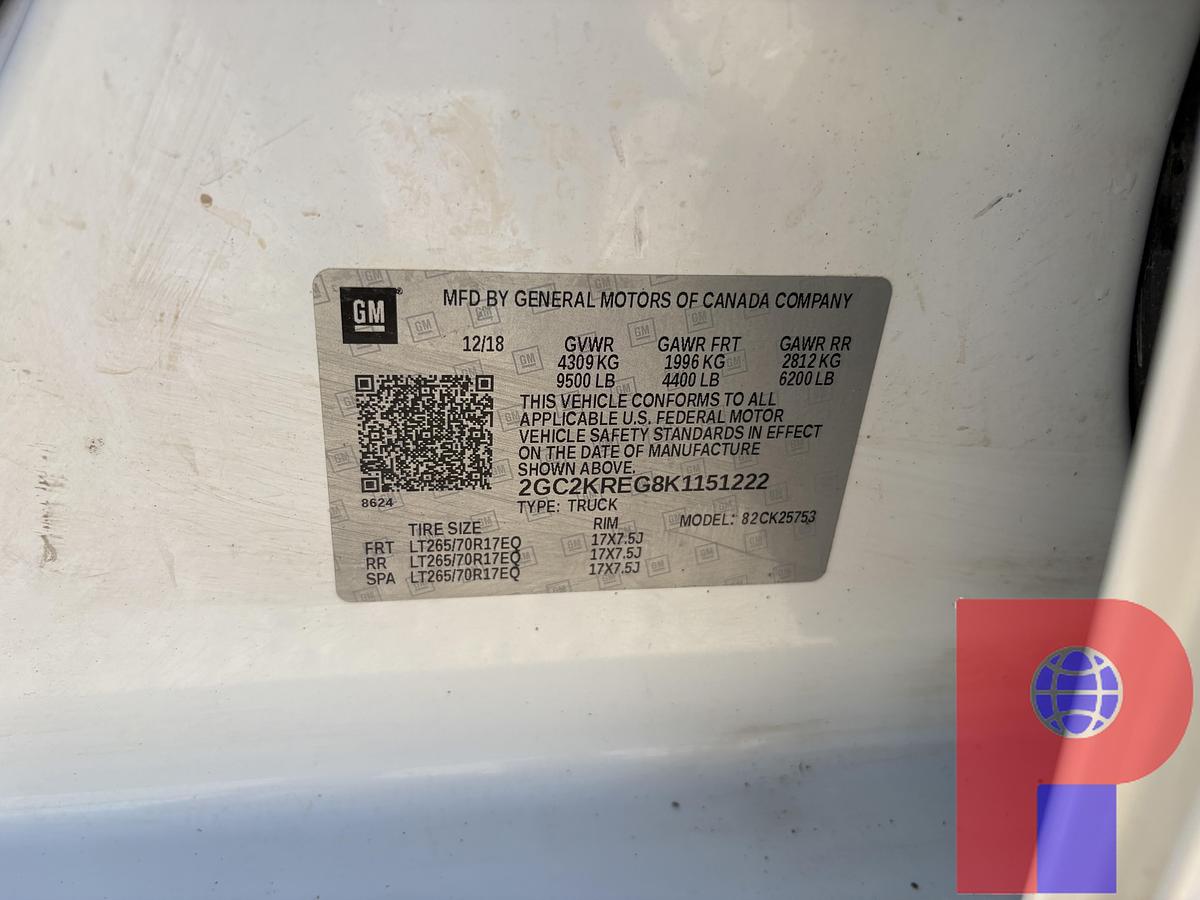 GM
MFD BY GENERAL MOTORS OF CANADA COMPANY
12/18 GVWR GAWR FRT GAWR RR
4309 KG 1996 KG 2812 KG
9500 LB 4400 LB 6200 LB
THIS VEHICLE CONFORMS TO ALL
APPLICABLE U.S. FEDERAL MOTOR
VEHICLE SAFETY STANDARDS IN EFFECT
ON THE DATE OF MANUFACTURE
SHOWN ABOVE.
2GC2KREG8K1151222
8624
TYPE: TRUCK
MODEL: 82CK25753
TIRE SIZE RIM
FRT LT265/70R17EQ 17X7.5J
RR LT265/70R17EQ 17X7.5J
SPA LT265/70R17EQ 17X7.5J